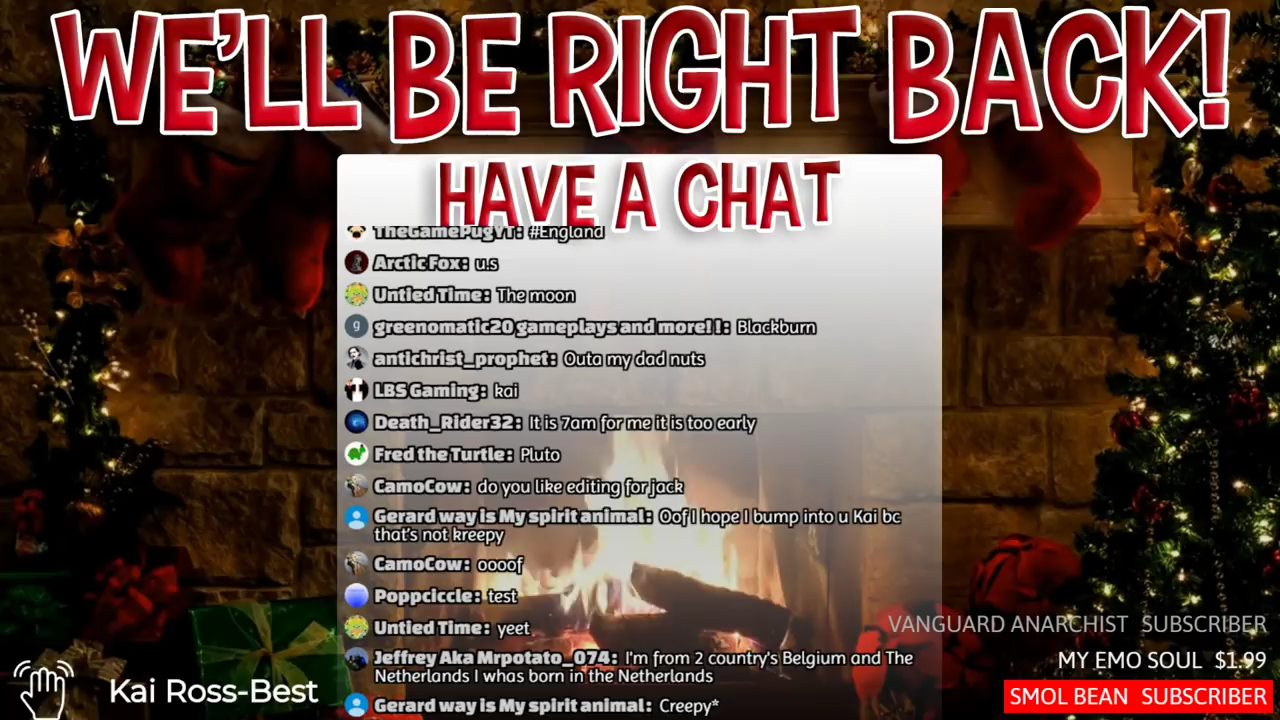 WE'LL BE RIGHT BACK!
HAVE A CHAT
TheGamePugYT: #England
Arctic Fox: u.s
Untied Time: The moon
g greenomatic20 gameplays and more! !: Blackburn
antichrist_prophet: Outa my dad nuts
LBS Gaming: kai
Death_Rider32: It is 7am for me it is too early
Fred the Turtle: Pluto
CamoCow: do you like editing for jack
Gerard way is My spirit animal: Oof I hope I bump into u Kai bc
that's not kreepy
CamoCow: oooof
Poppciccle: test
Untied Time: yeet
Jeffrey Aka Mrpotato_074: I'm from 2 country's Belgium and The
Netherlands I whas born in the Netherlands
Gerard way is My spirit animal: Creepy*
Kai Ross-Best
VANGUARD ANARCHIST SUBSCRIBER
MY EMO SOUL $1.99
SMOL BEAN SUBSCRIBER